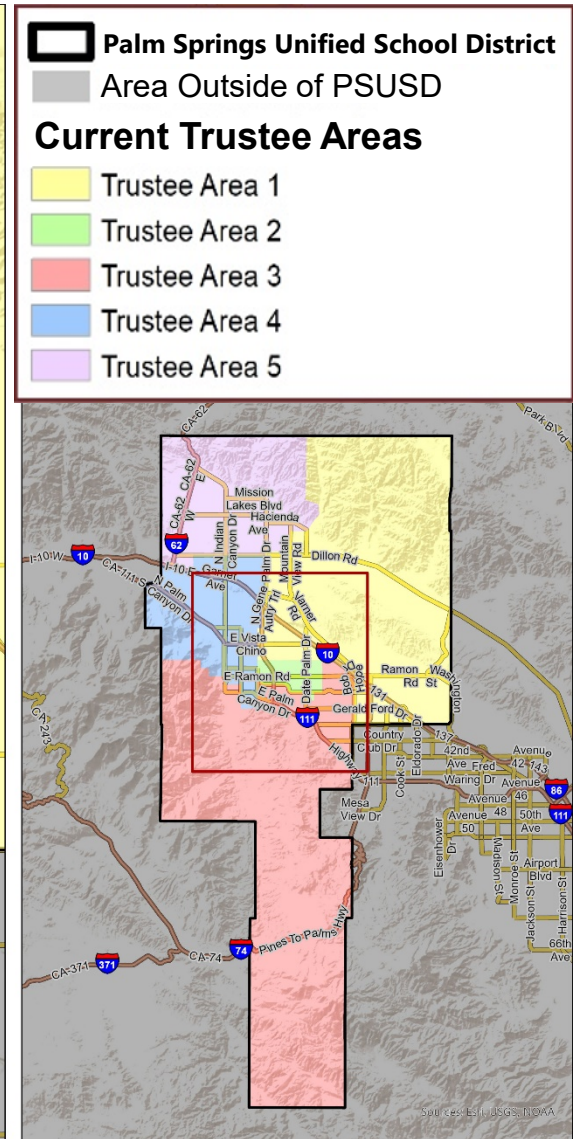 Palm Springs Unified School District
Area Outside of PSUSD
Current Trustee Areas
Trustee Area 1
Trustee Area 2
Trustee Area 3
Trustee Area 4
Trustee Area 5
CA-62
Park Blvd
CA-62 E
CA-62 W
Mission
Lakes Blvd
Hacienda
Ave
N Indian
Canyon Dr
62
10
I-10 W
I-10 E
Garnet
Ave
CA-111 S
N Palm
Canyon Dr
N Gene
Autry Trl
Palm Dr
Mountain
View Rd
Dillon Rd
Varner
Rd
E Vista
Chino
10
Date Palm Dr
E Ramon Rd
E Palm
Canyon Dr
Bob
Hope
Dr
Ramon
Rd
Washington
St
131
111
Gerald Ford Dr
137
CA-243
Country
Club Dr
Cook St
Eldorado Dr
42nd
Ave
Fred
Waring Dr
Avenue
42
143
Highway 111
Avenue
46
86
Avenue 48
Avenue
50
50th
Ave
111
Mesa
View Dr
Eisenhower
Dr
Madison St
Monroe St
Jackson St
Harrison St
Airport
Blvd
66th
Ave
Pines To Palms Hwy
74
CA-74
371
CA-371
Sources: Esri, USGS, NOAA